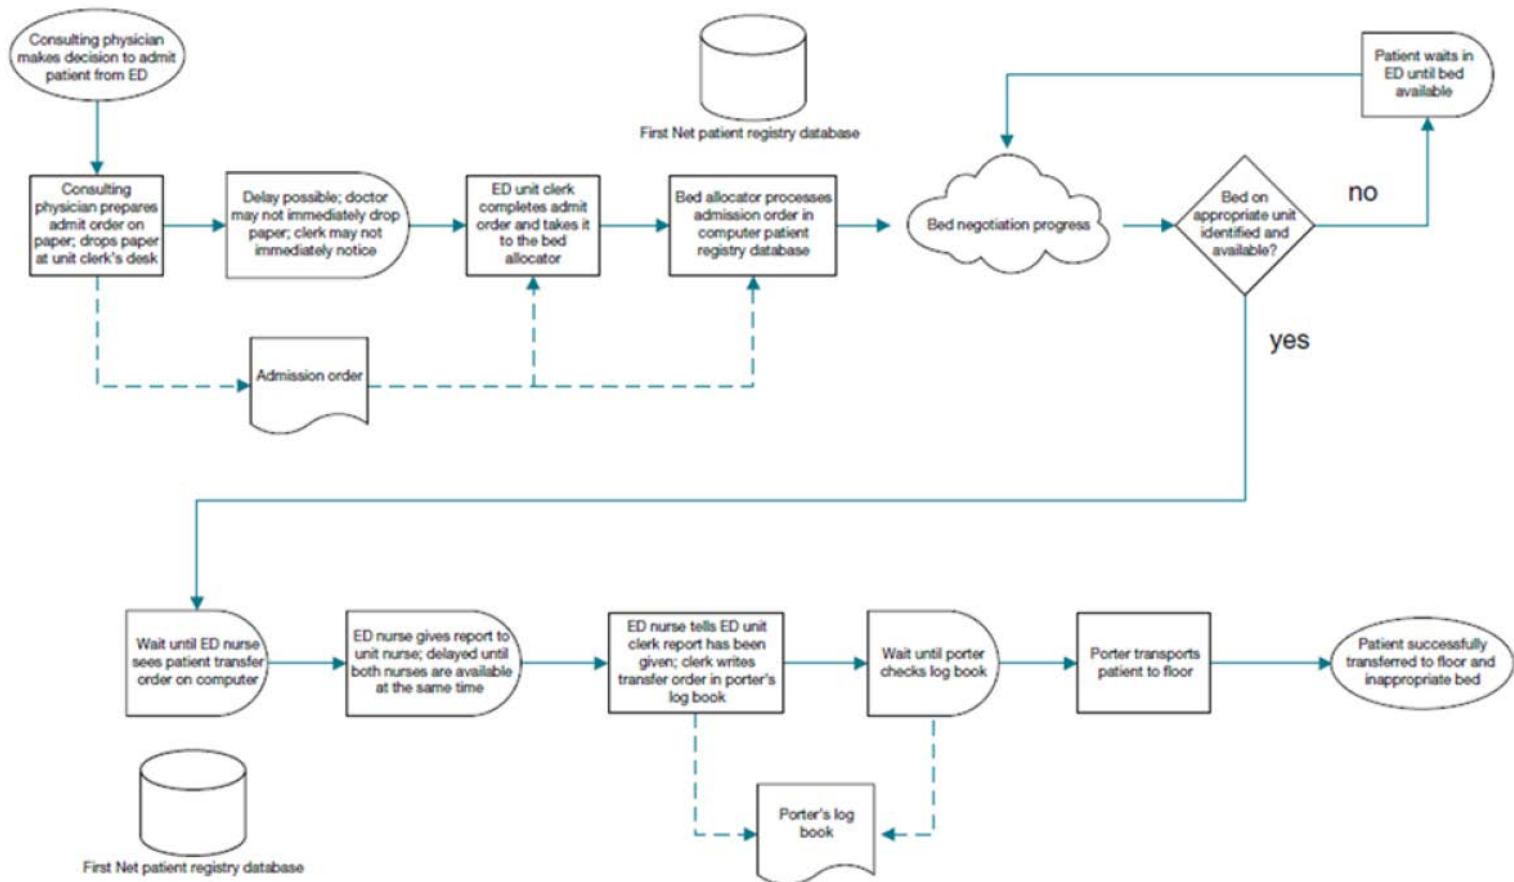 Consulting physician
makes decision to admit
patient from ED
First Net patient registry database
Patient waits in
ED until bed
available
Consulting
physician prepares
admit order on
paper; drops paper
at unit clerk's desk
Delay possible; doctor
may not immediately drop
paper; clerk may not
immediately notice
ED unit clerk
completes admit
order and takes it
to the bed
allocator
Bed allocator processes
admission order in
computer patient
registry database
Bed negotiation progress
Bed on
appropriate unit
identified and
available?
no
yes
Admission order
Wait until ED nurse
sees patient transfer
order on computer
ED nurse gives report to
unit nurse; delayed until
both nurses are available
at the same time
ED nurse tells ED unit
clerk report has been
given; clerk writes
transfer order in porter's
log book
Wait until porter
checks log book
Porter transports
patient to floor
Patient successfully
transferred to floor and
inappropriate bed
First Net patient registry database
Porter's log
book